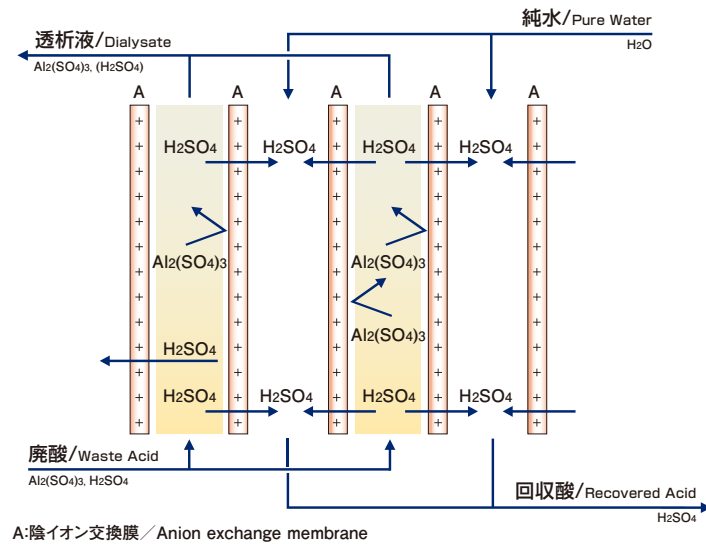 純水/Pure Water
H2O
透析液/Dialysate
Al2(SO4)3, (H2SO4)
A A A A A
H2SO4 H2SO4 H2SO4 H2SO4
Al2(SO4)3 Al2(SO4)3
Al2(SO4)3
H2SO4
H2SO4 H2SO4 H2SO4 H2SO4
廃酸/Waste Acid
Al2(SO4)3, H2SO4
回収酸/Recovered Acid
H2SO4
A:陰イオン交換膜/Anion exchange membrane